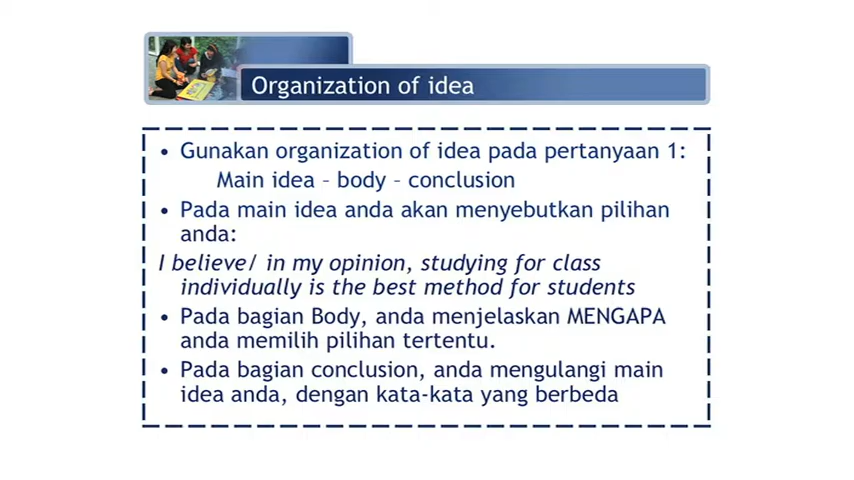 Organization of idea
• Gunakan organization of idea pada pertanyaan 1:
Main idea – body – conclusion
• Pada main idea anda akan menyebutkan pilihan
anda:
I believe/ in my opinion, studying for class
individually is the best method for students
• Pada bagian Body, anda menjelaskan MENGAPA
anda memilih pilihan tertentu.
• Pada bagian conclusion, anda mengulangi main
idea anda, dengan kata-kata yang berbeda